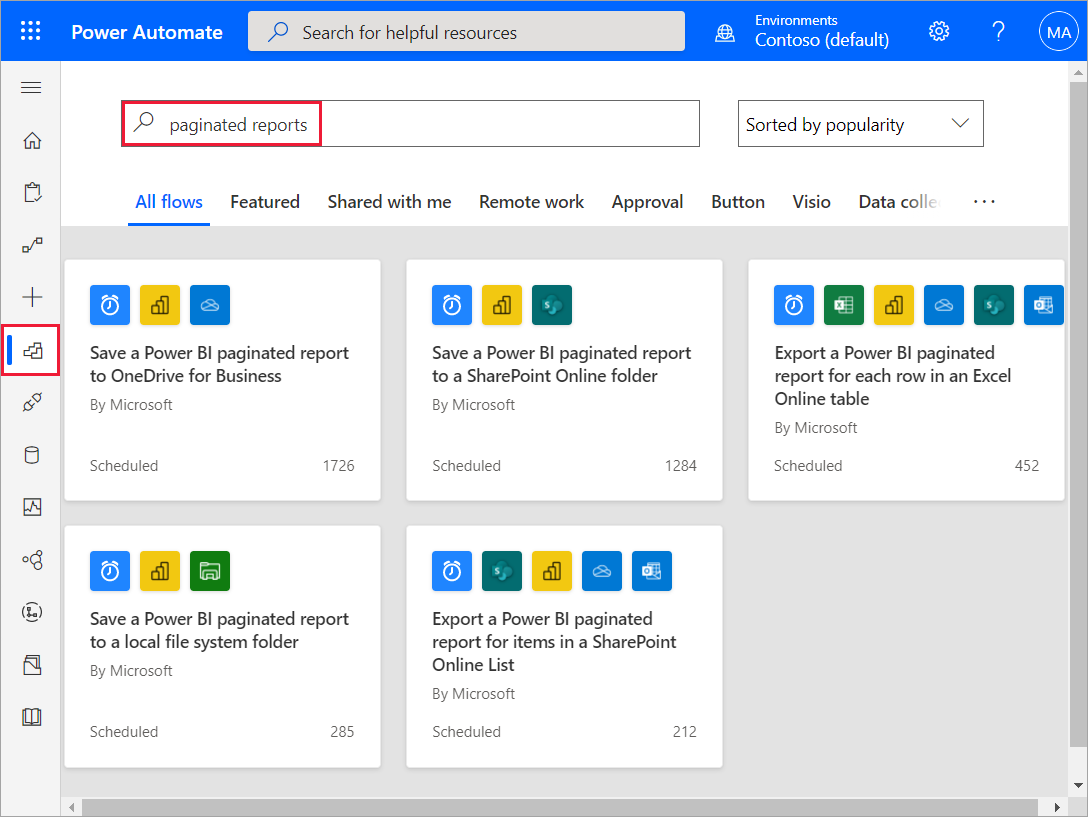 Power Automate
Search for helpful resources
Environments
Contoso (default)
MA
paginated reports
Sorted by popularity
All flows
Featured
Shared with me
Remote work
Approval
Button
Visio
Data colle
...
Save a Power BI paginated report
to OneDrive for Business
By Microsoft
Scheduled
1726
Save a Power BI paginated report
to a SharePoint Online folder
By Microsoft
Scheduled
1284
Export a Power BI paginated
report for each row in an Excel
Online table
By Microsoft
Scheduled
452
Save a Power BI paginated report
to a local file system folder
By Microsoft
Scheduled
285
Export a Power BI paginated
report for items in a SharePoint
Online List
By Microsoft
Scheduled
212